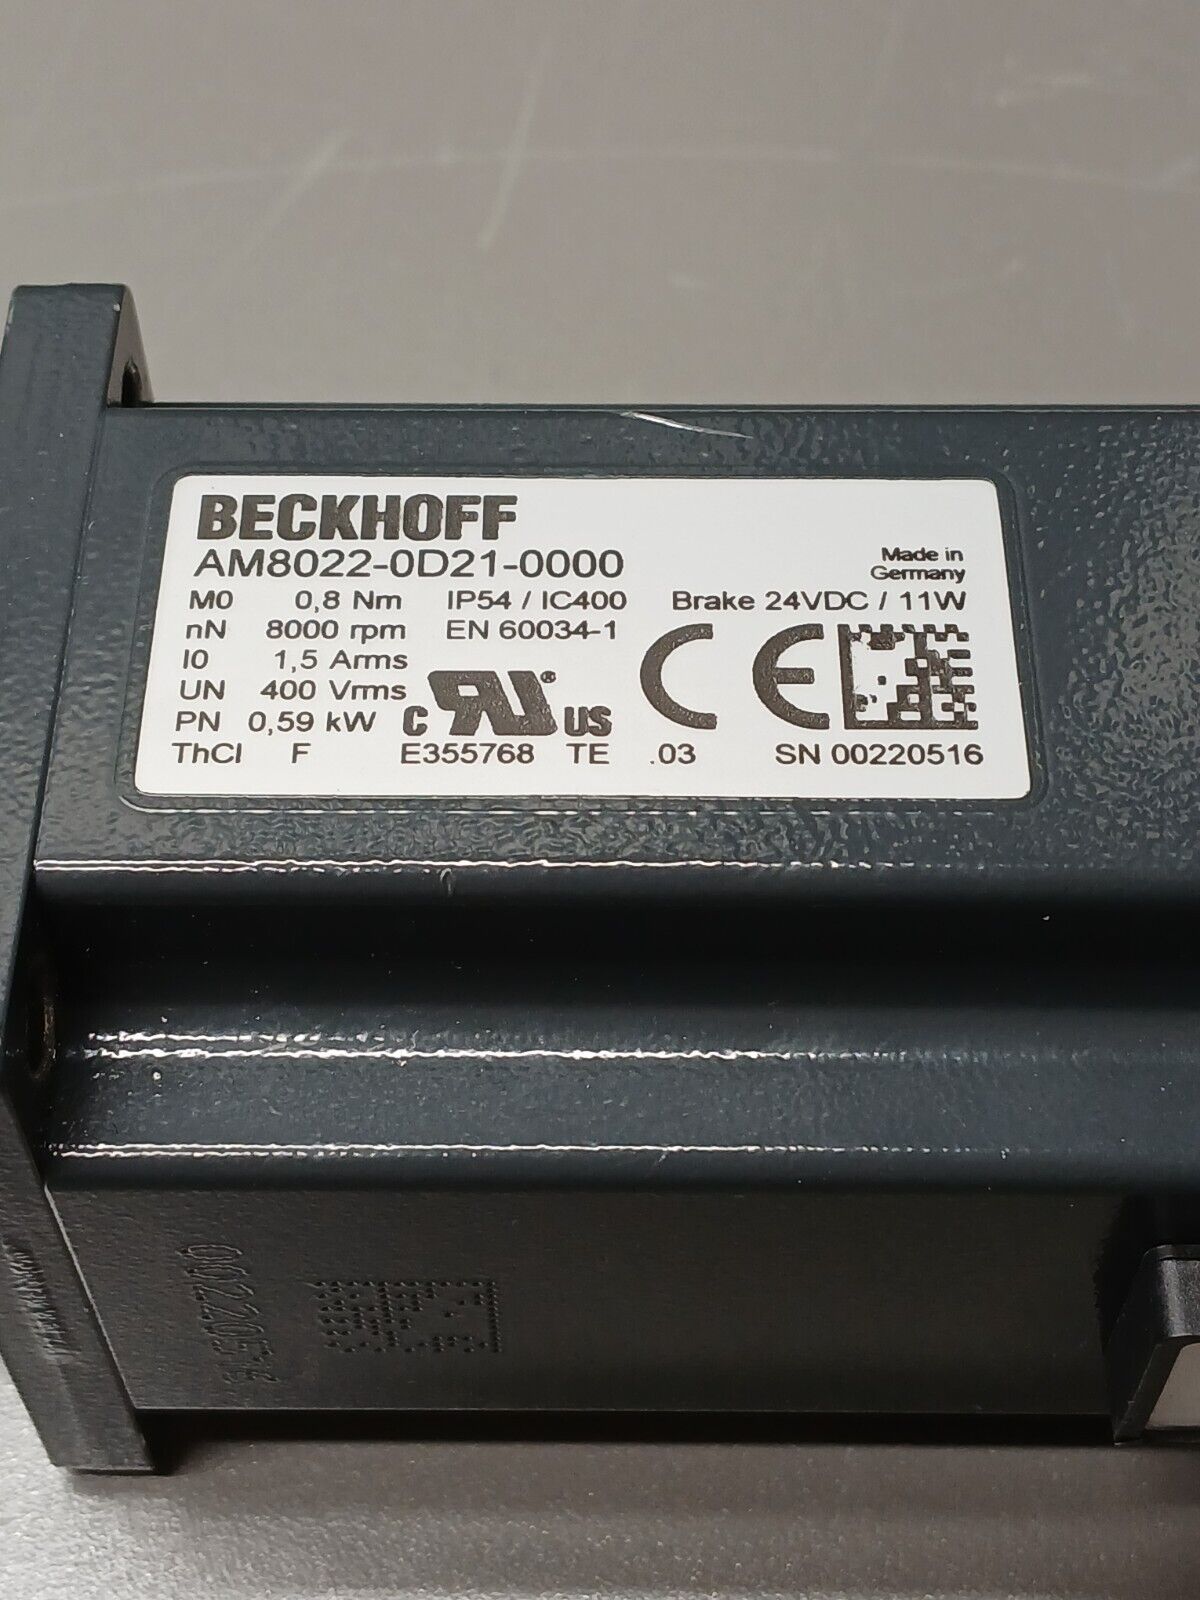 BECKHOFF
AM8022-0D21-0000
Made in
Germany
M0 0,8 Nm IP54 / IC400 Brake 24VDC / 11W
nN 8000 rpm EN 60034-1
I0 1,5 Arms
UN 400 Vrms
PN 0,59 kW C US ®
ThCl F E355768 TE .03 SN 00220516
CE
00220516